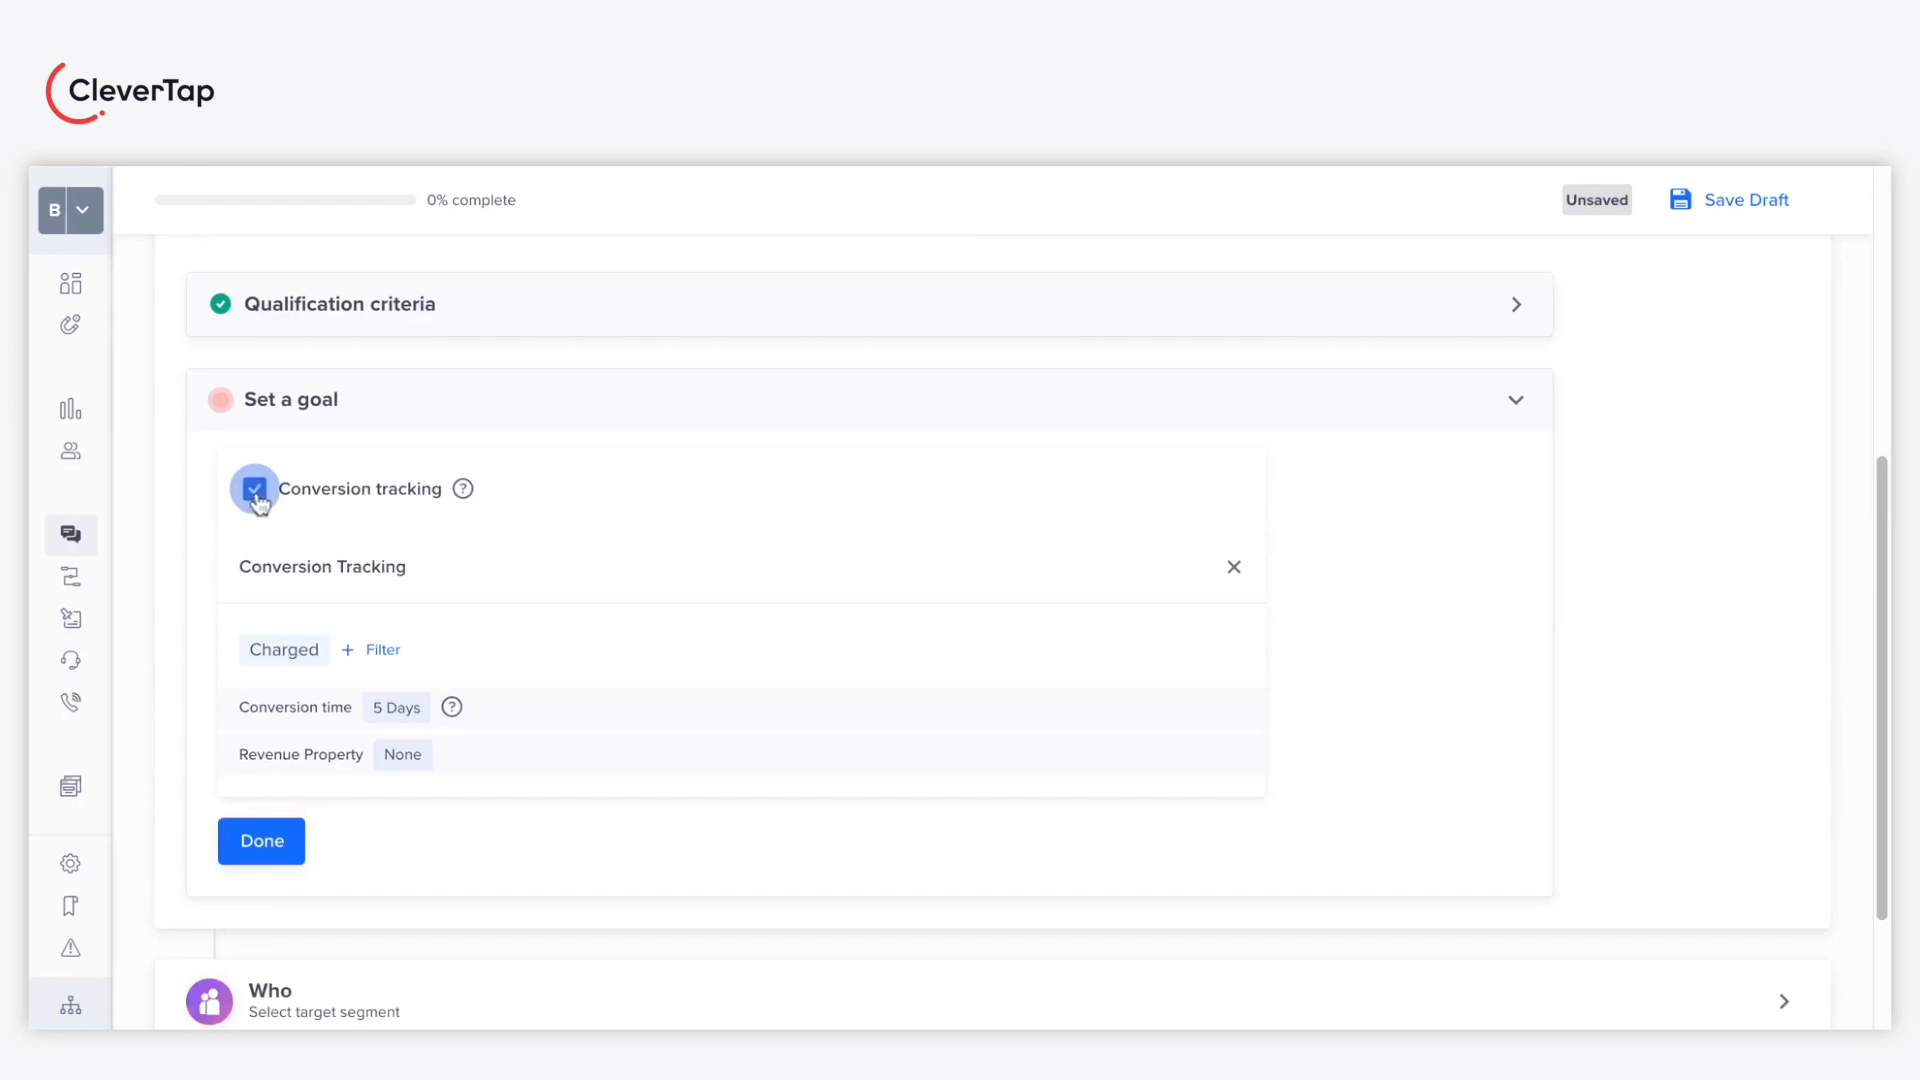 CleverTap
B
0% complete
Unsaved
Save Draft
Qualification criteria
Set a goal
Conversion tracking ?
Conversion Tracking
Charged + Filter
Conversion time 5 Days ?
Revenue Property None
Done
Who
Select target segment